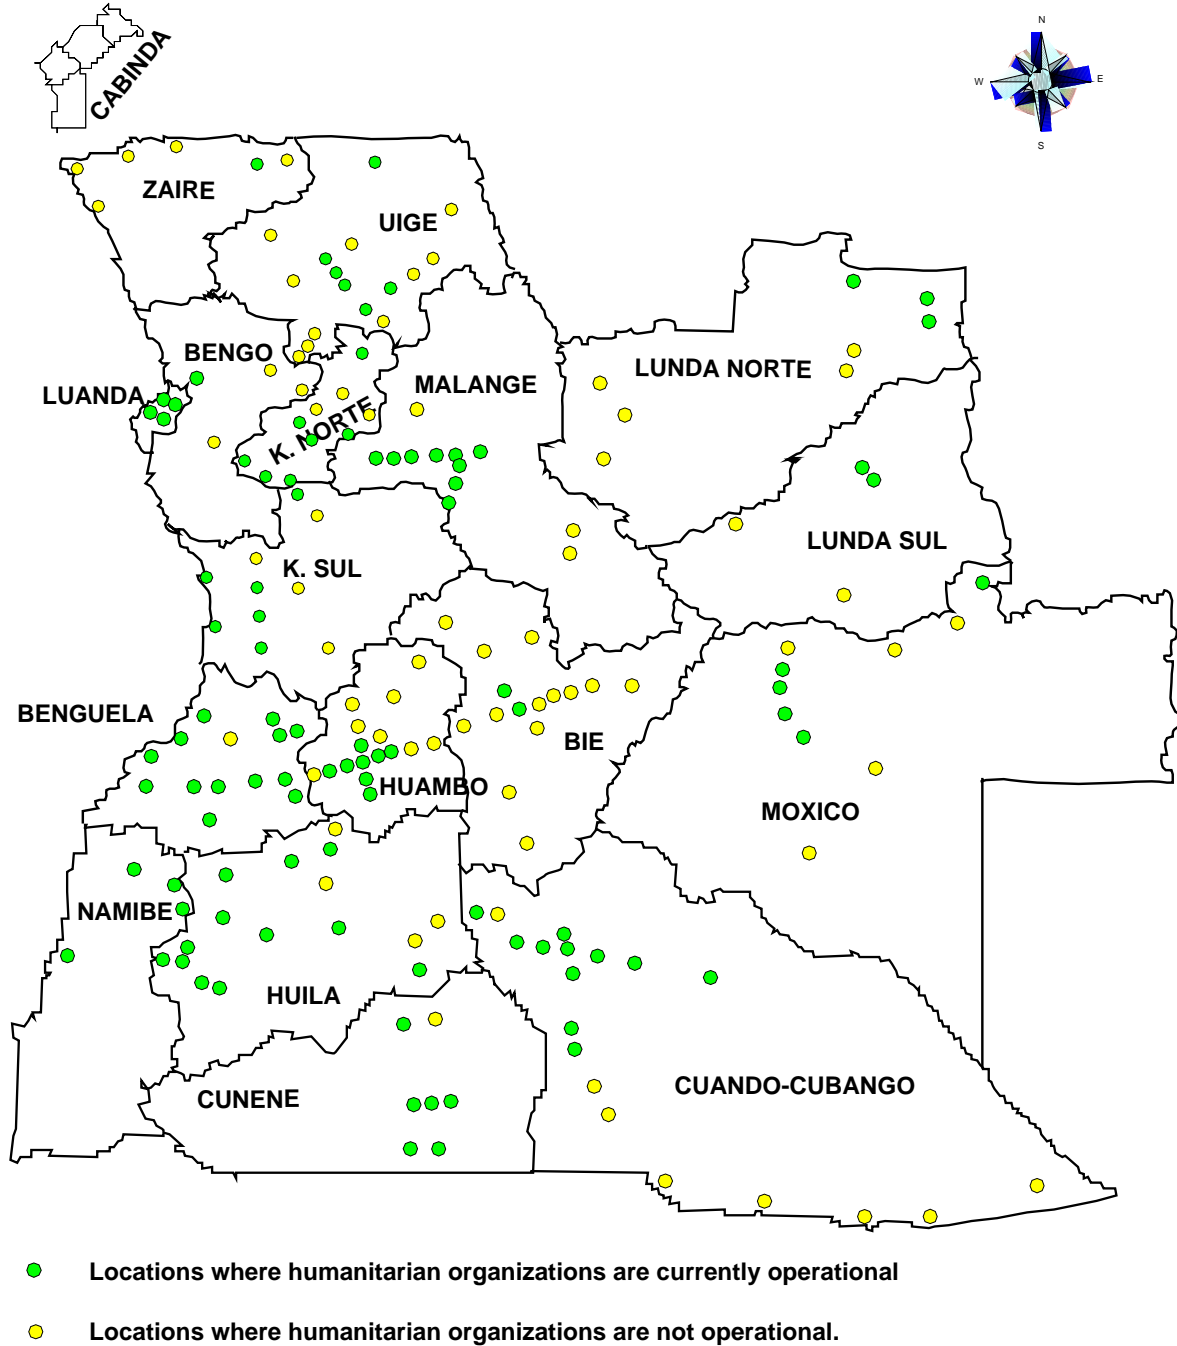 CABINDA
N
W
E
S
ZAIRE
UIGE
BENGO
LUANDA
MALANGE
LUNDA NORTE
K. NORTE
LUNDA SUL
K. SUL
BENGUELA
BIE
HUAMBO
MOXICO
NAMIBE
HUILA
CUNENE
CUANDO-CUBANGO
Locations where humanitarian organizations are currently operational
Locations where humanitarian organizations are not operational.